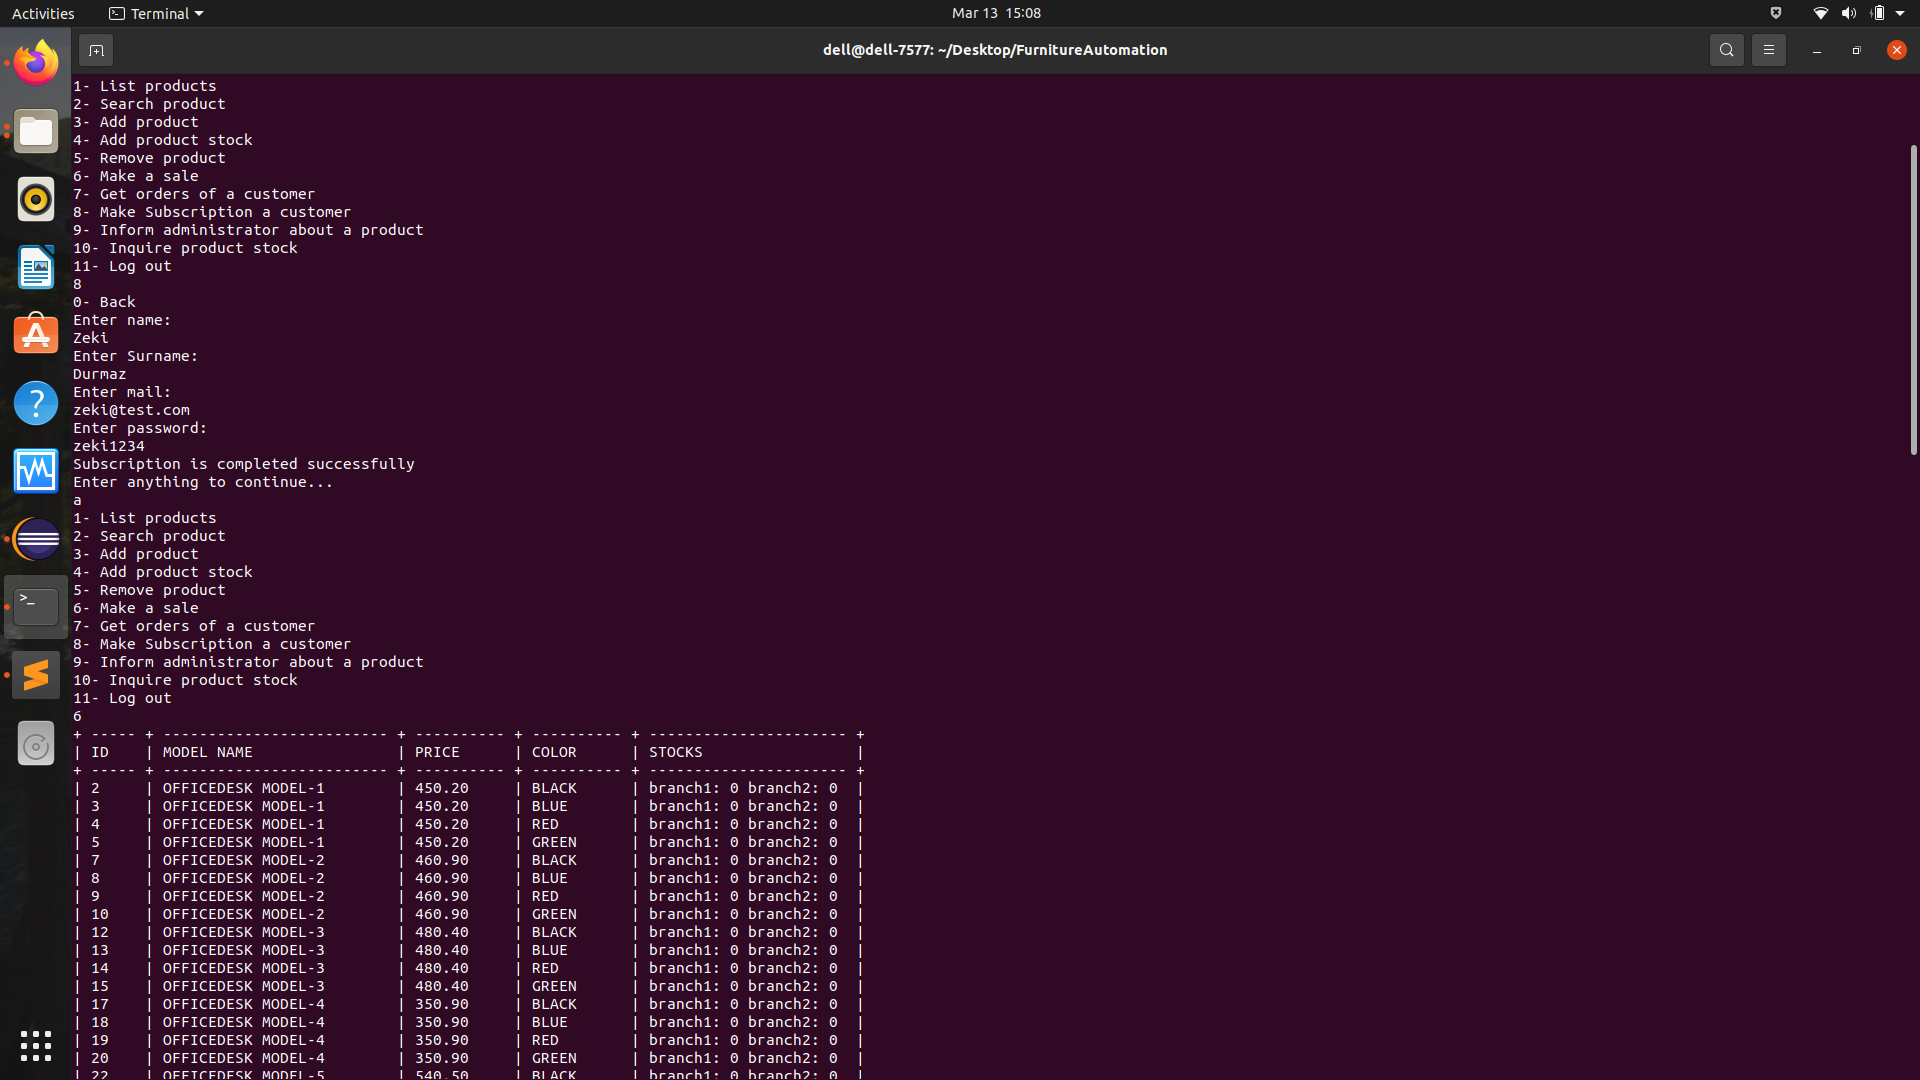 Activities
Terminal
Mar 13 15:08
dell@dell-7577: ~/Desktop/FurnitureAutomation
1- List products
2- Search product
3- Add product
4- Add product stock
5- Remove product
6- Make a sale
7- Get orders of a customer
8- Make Subscription a customer
9- Inform administrator about a product
10- Inquire product stock
11- Log out
8
0- Back
Enter name:
Zeki
Enter Surname:
Durmaz
Enter mail:
zeki@test.com
Enter password:
zeki1234
Subscription is completed successfully
Enter anything to continue...
a
1- List products
2- Search product
3- Add product
4- Add product stock
5- Remove product
6- Make a sale
7- Get orders of a customer
8- Make Subscription a customer
9- Inform administrator about a product
10- Inquire product stock
11- Log out
6
+ ----- + ------------------------- + ---------- + ---------- + ---------------------- +
| ID    | MODEL NAME                | PRICE      | COLOR      | STOCKS                 |
+ ----- + ------------------------- + ---------- + ---------- + ---------------------- +
| 2     | OFFICEDESK MODEL-1        | 450.20     | BLACK      | branch1: 0 branch2: 0  |
| 3     | OFFICEDESK MODEL-1        | 450.20     | BLUE       | branch1: 0 branch2: 0  |
| 4     | OFFICEDESK MODEL-1        | 450.20     | RED        | branch1: 0 branch2: 0  |
| 5     | OFFICEDESK MODEL-1        | 450.20     | GREEN      | branch1: 0 branch2: 0  |
| 7     | OFFICEDESK MODEL-2        | 460.90     | BLACK      | branch1: 0 branch2: 0  |
| 8     | OFFICEDESK MODEL-2        | 460.90     | BLUE       | branch1: 0 branch2: 0  |
| 9     | OFFICEDESK MODEL-2        | 460.90     | RED        | branch1: 0 branch2: 0  |
| 10    | OFFICEDESK MODEL-2        | 460.90     | GREEN      | branch1: 0 branch2: 0  |
| 12    | OFFICEDESK MODEL-3        | 480.40     | BLACK      | branch1: 0 branch2: 0  |
| 13    | OFFICEDESK MODEL-3        | 480.40     | BLUE       | branch1: 0 branch2: 0  |
| 14    | OFFICEDESK MODEL-3        | 480.40     | RED        | branch1: 0 branch2: 0  |
| 15    | OFFICEDESK MODEL-3        | 480.40     | GREEN      | branch1: 0 branch2: 0  |
| 17    | OFFICEDESK MODEL-4        | 350.90     | BLACK      | branch1: 0 branch2: 0  |
| 18    | OFFICEDESK MODEL-4        | 350.90     | BLUE       | branch1: 0 branch2: 0  |
| 19    | OFFICEDESK MODEL-4        | 350.90     | RED        | branch1: 0 branch2: 0  |
| 20    | OFFICEDESK MODEL-4        | 350.90     | GREEN      | branch1: 0 branch2: 0  |
| 22    | OFFICEDESK MODEL-5        | 540.50     | BLACK      | branch1: 0 branch2: 0  |